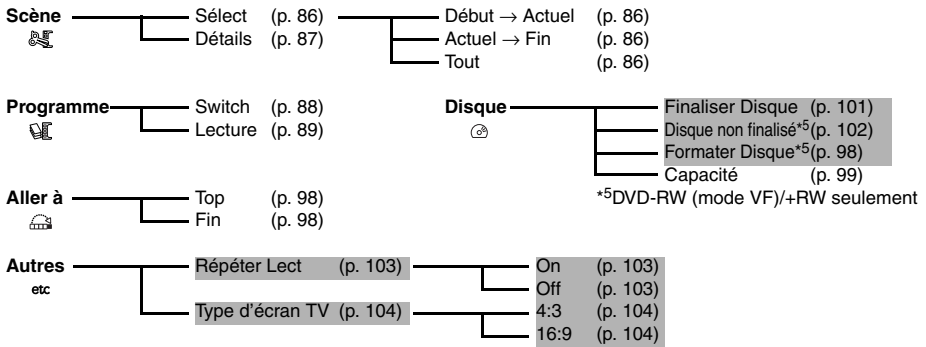 Scène Sélect (p. 86) Début → Actuel (p. 86)
Détails (p. 87) Actuel → Fin (p. 86)
Tout (p. 86)
Programme Switch (p. 88) Disque Finaliser Disque (p. 101)
Lecture (p. 89) Disque non finalisé*5(p. 102)
Formater Disque*5(p. 98)
Aller à Top (p. 98) Capacité (p. 99)
Fin (p. 98) *5DVD-RW (mode VF)/+RW seulement
Autres Répéter Lect (p. 103) On (p. 103)
etc Off (p. 103)
Type d'écran TV (p. 104) 4:3 (p. 104)
16:9 (p. 104)